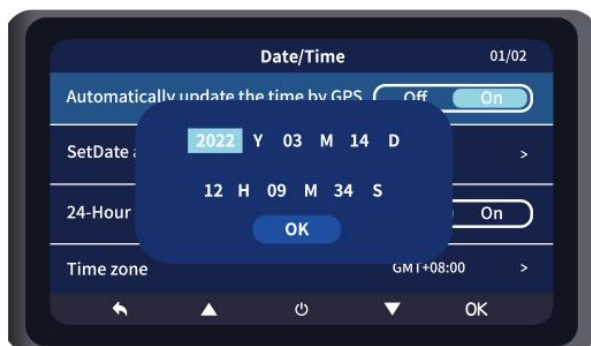 Date/Time 01/02
Automatically update the time by GPS Off On
SetDate
2022 Y 03 M 14 D
12 H 09 M 34 S
24-Hour On
OK
Time zone GMT+08:00 >
OK